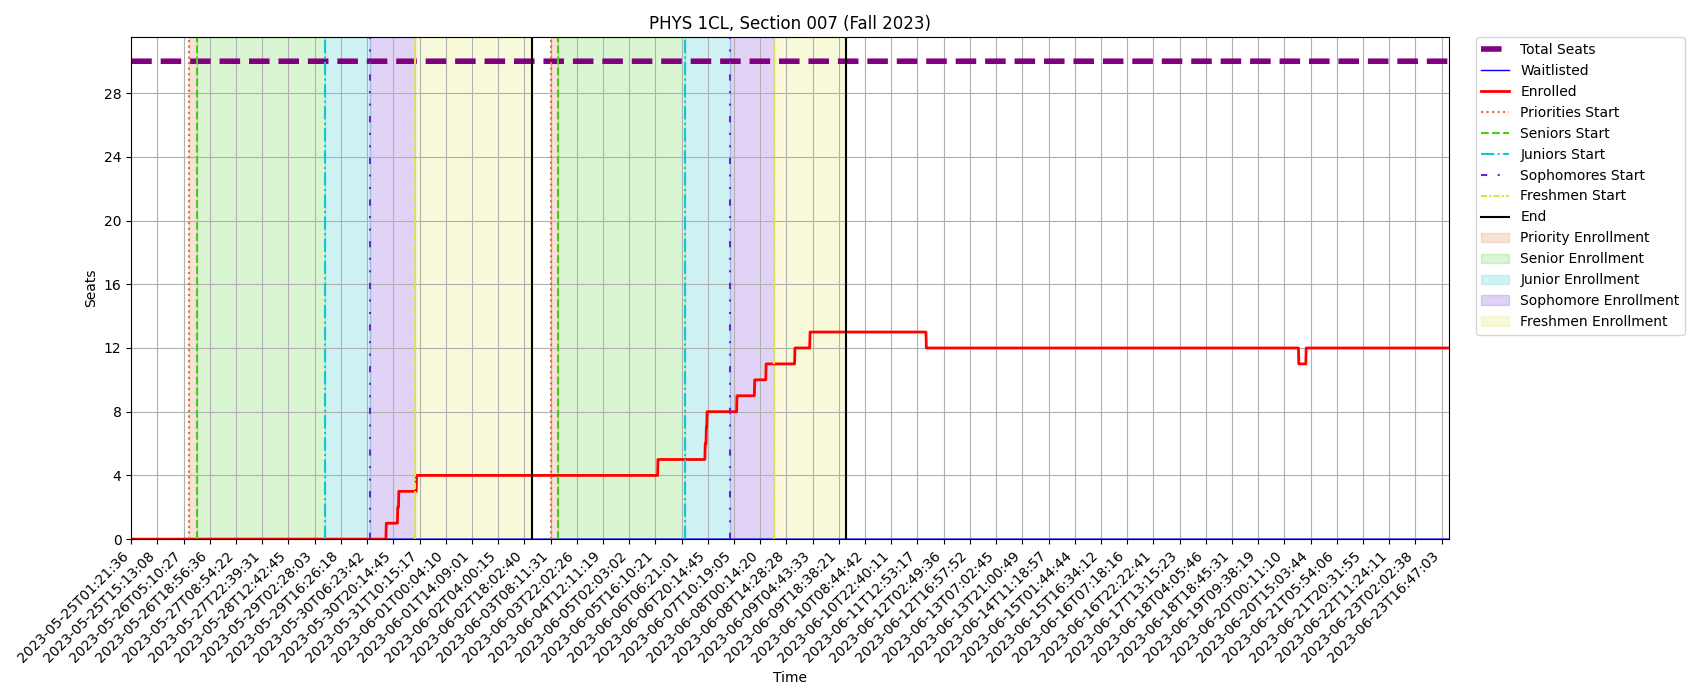 PHYS 1CL, Section 007 (Fall 2023)
Seats
28
24
20
16
12
8
4
0
2023-05-25T01:21:36
2023-05-25T15:13:08
2023-05-26T05:10:27
2023-05-26T18:56:36
2023-05-27T08:54:22
2023-05-27T22:39:31
2023-05-28T12:42:45
2023-05-29T02:28:03
2023-05-29T16:26:18
2023-05-30T06:23:42
2023-05-30T20:14:45
2023-05-31T10:15:17
2023-06-01T00:04:10
2023-06-01T14:09:01
2023-06-02T04:00:15
2023-06-02T18:02:40
2023-06-03T08:11:31
2023-06-03T22:02:26
2023-06-04T12:11:19
2023-06-05T02:03:02
2023-06-05T16:10:21
2023-06-06T06:21:01
2023-06-06T20:14:45
2023-06-07T10:19:05
2023-06-08T00:14:20
2023-06-08T14:28:28
2023-06-09T04:43:33
2023-06-09T18:38:21
2023-06-10T08:44:42
2023-06-10T22:40:11
2023-06-11T12:53:17
2023-06-12T02:49:36
2023-06-12T16:57:52
2023-06-13T07:02:45
2023-06-13T21:00:49
2023-06-14T11:18:57
2023-06-15T01:44:44
2023-06-15T16:34:12
2023-06-16T07:18:16
2023-06-16T22:22:41
2023-06-17T13:15:23
2023-06-18T04:05:46
2023-06-18T18:45:31
2023-06-19T09:38:19
2023-06-20T00:11:10
2023-06-20T15:03:44
2023-06-21T05:54:06
2023-06-21T20:31:55
2023-06-22T11:24:11
2023-06-23T02:02:38
2023-06-23T16:47:03
Time
Total Seats
Waitlisted
Enrolled
Priorities Start
Seniors Start
Juniors Start
Sophomores Start
Freshmen Start
End
Priority Enrollment
Senior Enrollment
Junior Enrollment
Sophomore Enrollment
Freshmen Enrollment